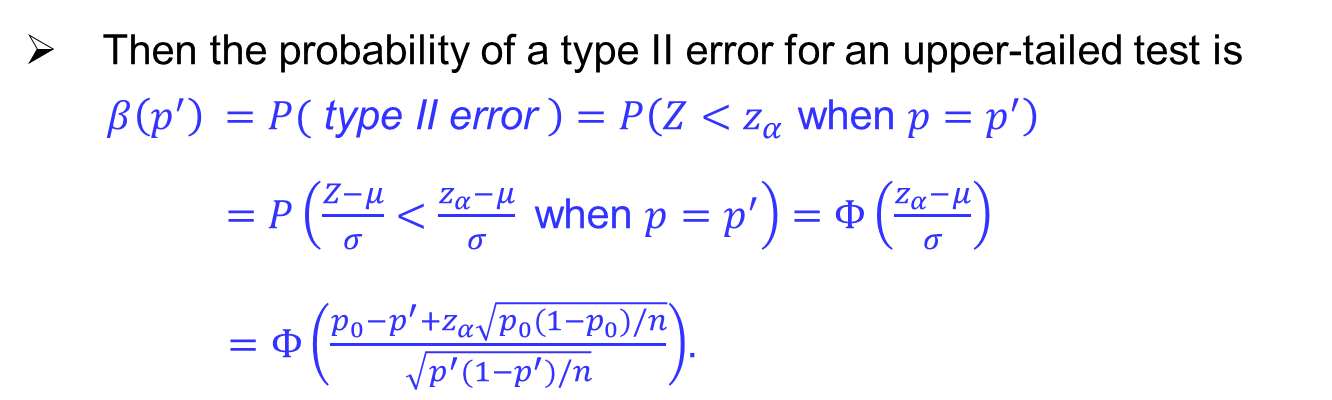 ➢ Then the probability of a type II error for an upper-tailed test is
β(p′) = P( type II error ) = P(Z < z_α when p = p′)
= P((Z−μ)/σ < (z_α−μ)/σ when p = p′) = Φ((z_α−μ)/σ)
= Φ((p₀−p′+z_α√(p₀(1−p₀)/n))/√(p′(1−p′)/n)).